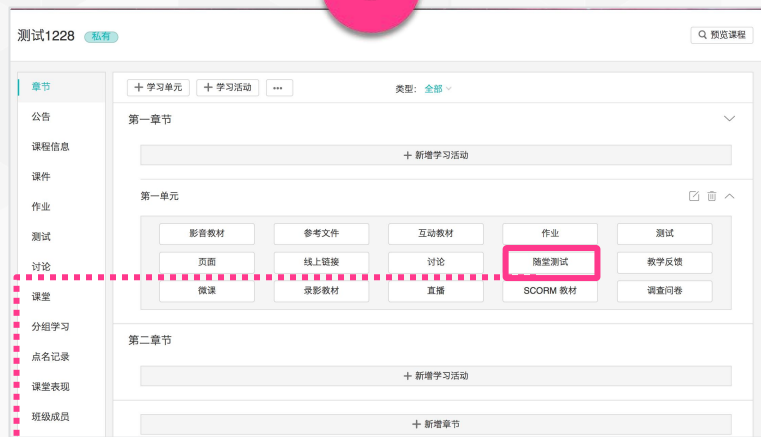 测试1228 私有
预览课程
章节
公告
课程信息
课件
作业
测试
讨论
课堂
分组学习
点名记录
课堂表现
班级成员
+ 学习单元 + 学习活动 ••• 类型: 全部
第一章节
+ 新增学习活动
第一单元
影音教材 参考文件 互动教材 作业 测试
页面 线上链接 讨论 随堂测试 教学反馈
微课 录影教材 直播 SCORM 教材 调查问卷
第二章节
+ 新增学习活动
+ 新增章节